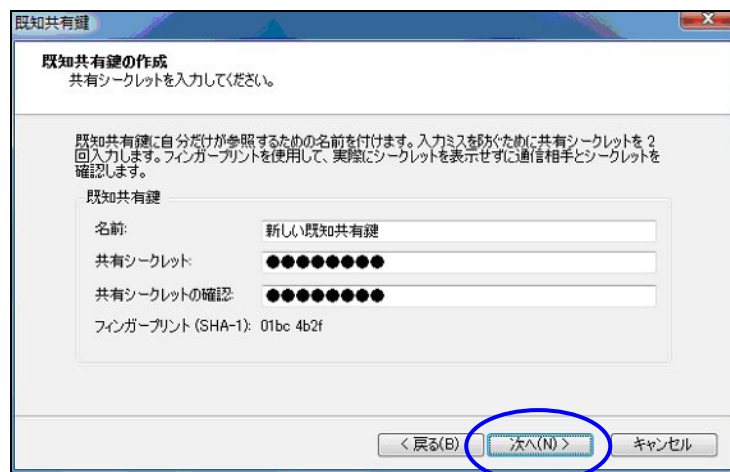 既知共有鍵
既知共有鍵の作成
共有シークレットを入力してください。
既知共有鍵に自分だけが参照するための名前を付けます。入力ミスを防ぐために共有シークレットを 2
回入力します。フィンガープリントを使用して、実際にシークレットを表示せずに通信相手とシークレットを
確認します。
既知共有鍵
名前: 新しい既知共有鍵
共有シークレット: ●●●●●●●●
共有シークレットの確認: ●●●●●●●●
フィンガープリント (SHA-1): 01bc 4b2f
< 戻る(B) 次へ(N) > キャンセル